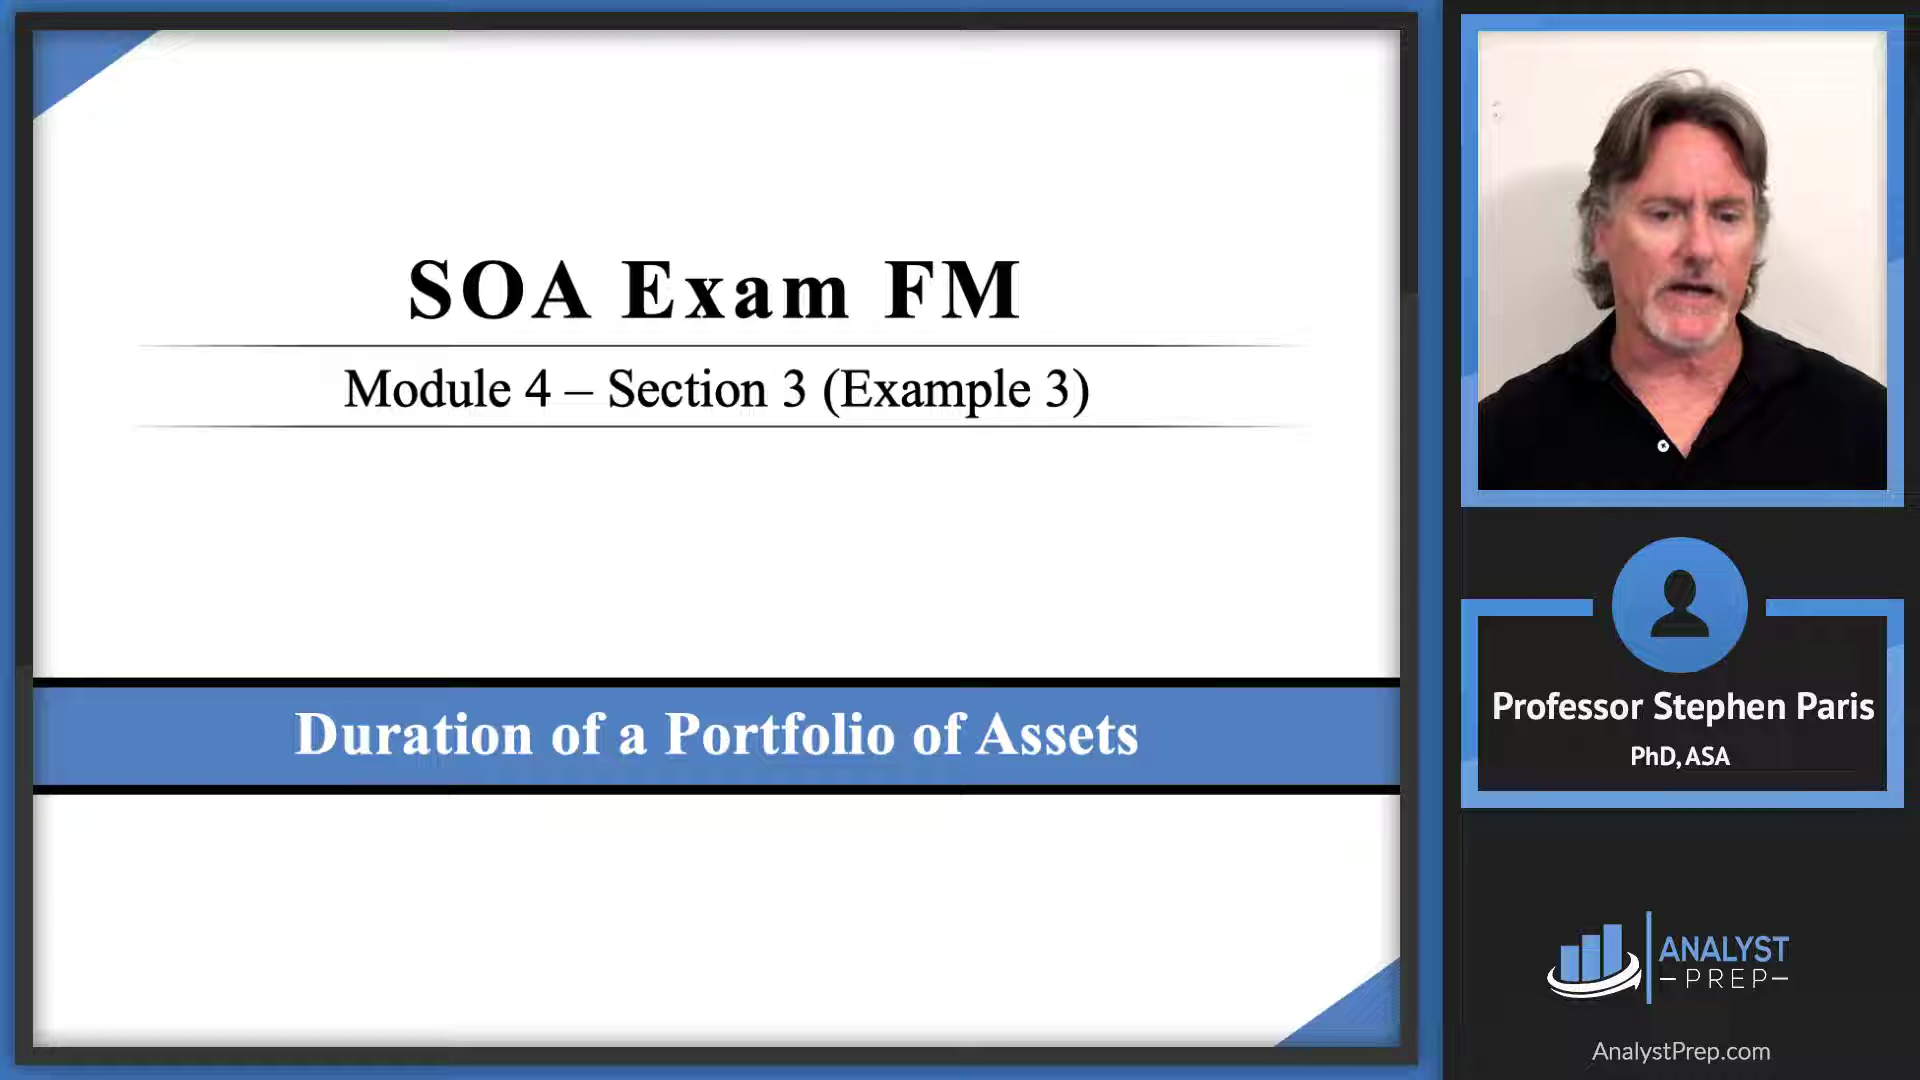 SOA Exam FM
Module 4 – Section 3 (Example 3)
Duration of a Portfolio of Assets
Professor Stephen Paris
PhD, ASA
ANALYST
PREP
AnalystPrep.com